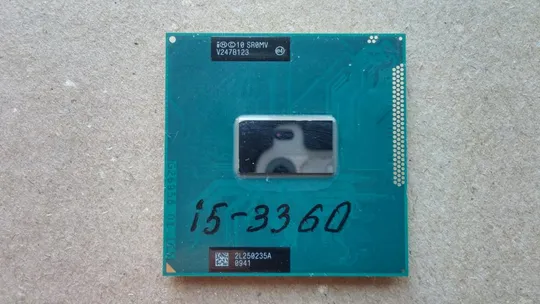 i Ⓜ ⓒ 10 SR0MV
V247B123
i5-3360
2L250235A
0941